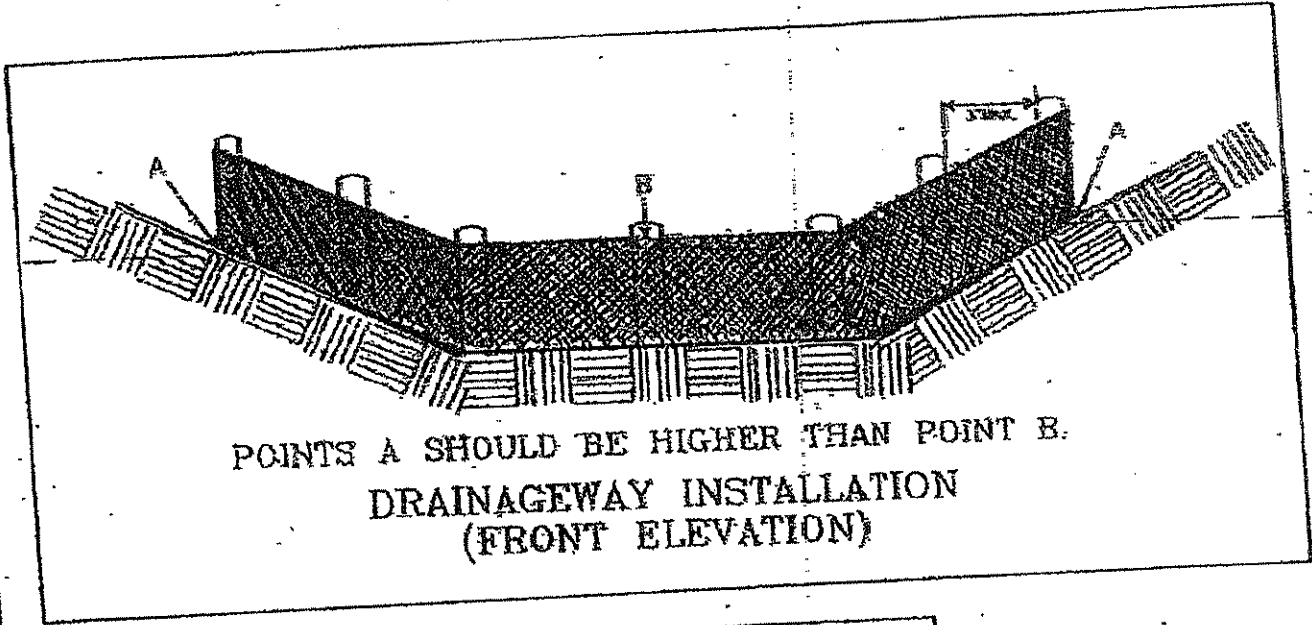 A
B
A
POINTS A SHOULD BE HIGHER THAN POINT B.
DRAINAGEWAY INSTALLATION
(FRONT ELEVATION)